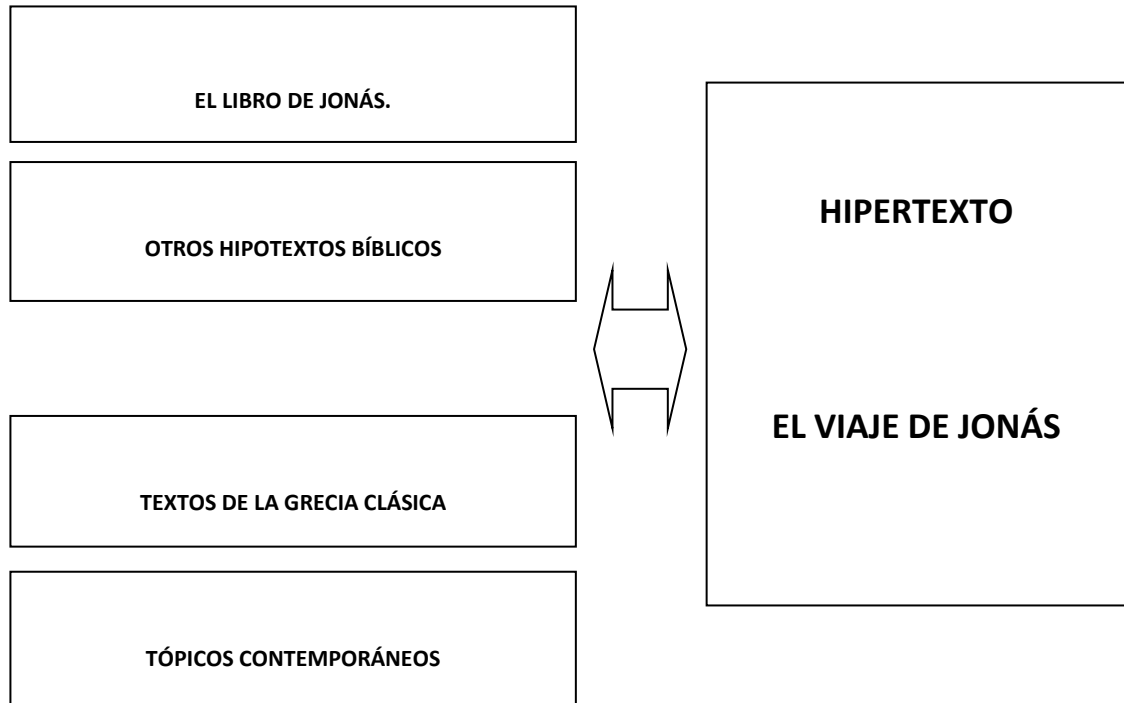 EL LIBRO DE JONÁS.
OTROS HIPOTEXTOS BÍBLICOS
TEXTOS DE LA GRECIA CLÁSICA
TÓPICOS CONTEMPORÁNEOS
HIPERTEXTO
EL VIAJE DE JONÁS